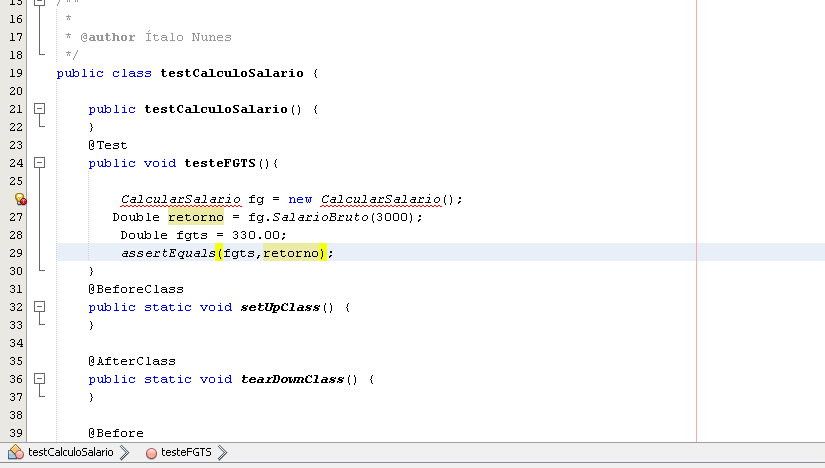 15 /**
16 *
17 * @author Ítalo Nunes
18 */
19 public class testCalculoSalario {
20
21 public testCalculoSalario() {
22 }
23 @Test
24 public void testeFGTS(){
25
CalcularSalario fg = new CalcularSalario();
27 Double retorno = fg.SalarioBruto(3000);
28 Double fgts = 330.00;
29 assertEquals(fgts,retorno);
30 }
31 @BeforeClass
32 public static void setUpClass() {
33 }
34
35 @AfterClass
36 public static void tearDownClass() {
37 }
38
39 @Before
testCalculoSalario testeFGTS